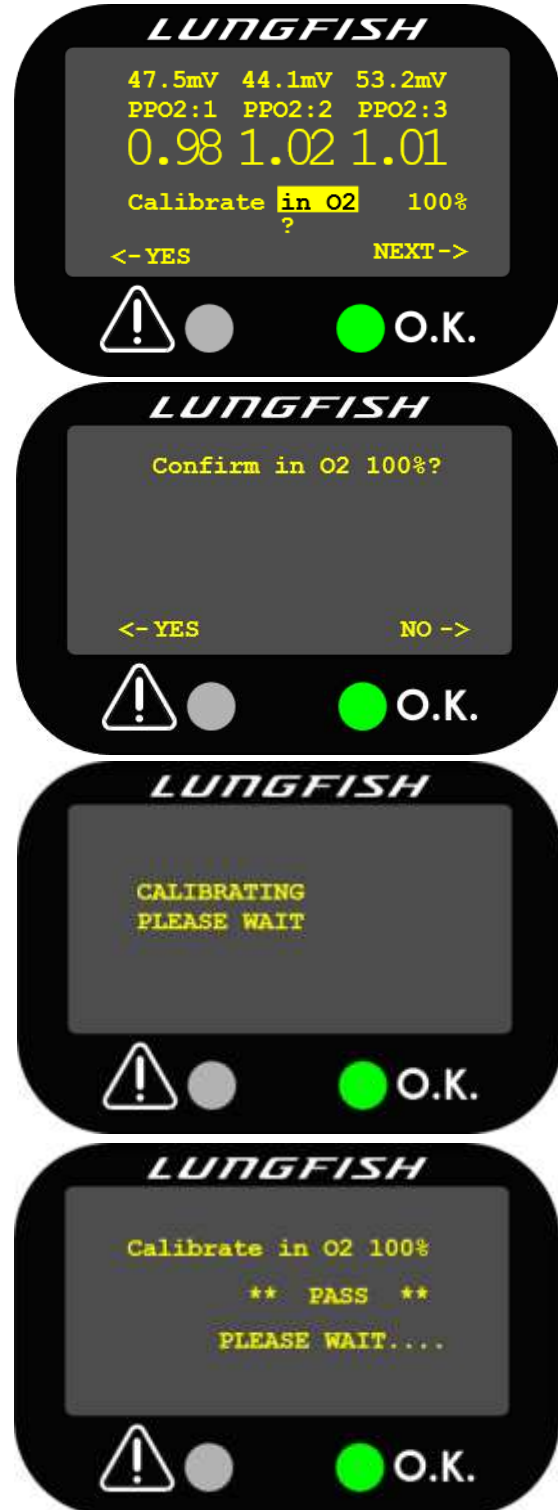 LUNGFISH
47.5mV 44.1mV 53.2mV
PPO2:1 PPO2:2 PPO2:3
0.98 1.02 1.01
Calibrate in O2 100%
?
<-YES NEXT->
O.K.
LUNGFISH
Confirm in O2 100%?
<-YES NO ->
O.K.
LUNGFISH
CALIBRATING
PLEASE WAIT
O.K.
LUNGFISH
Calibrate in O2 100%
** PASS **
PLEASE WAIT....
O.K.